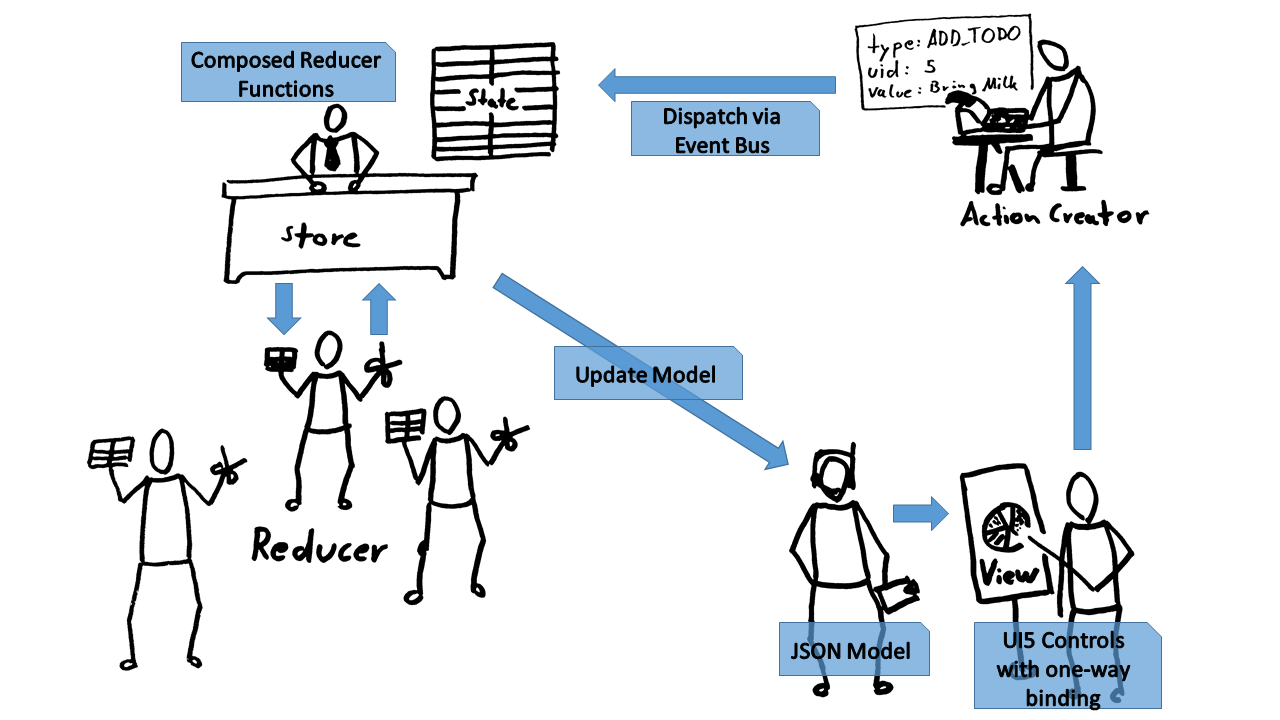 Composed Reducer
Functions
State
type: ADD_TODO
uid: 5
value: Bring Milk
Dispatch via
Event Bus
Action Creator
Store
Update Model
Reducer
View
JSON Model
UI5 Controls
with one-way
binding